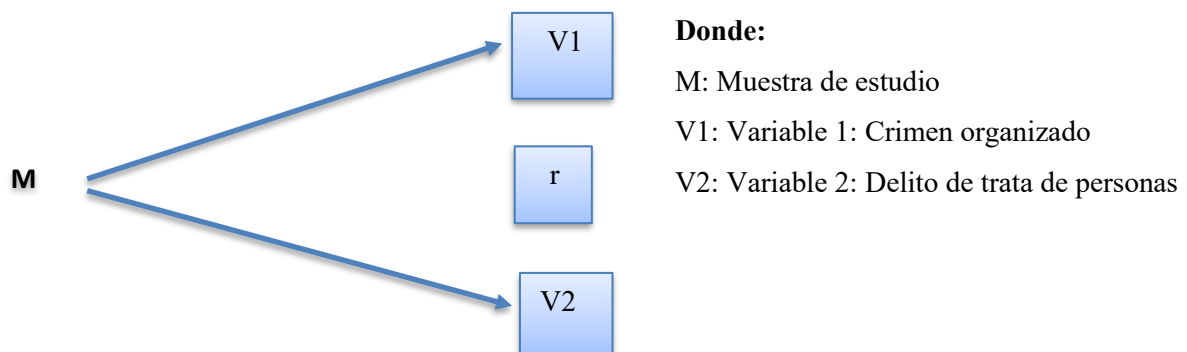 V1
M
r
V2
Donde:
M: Muestra de estudio
V1: Variable 1: Crimen organizado
V2: Variable 2: Delito de trata de personas